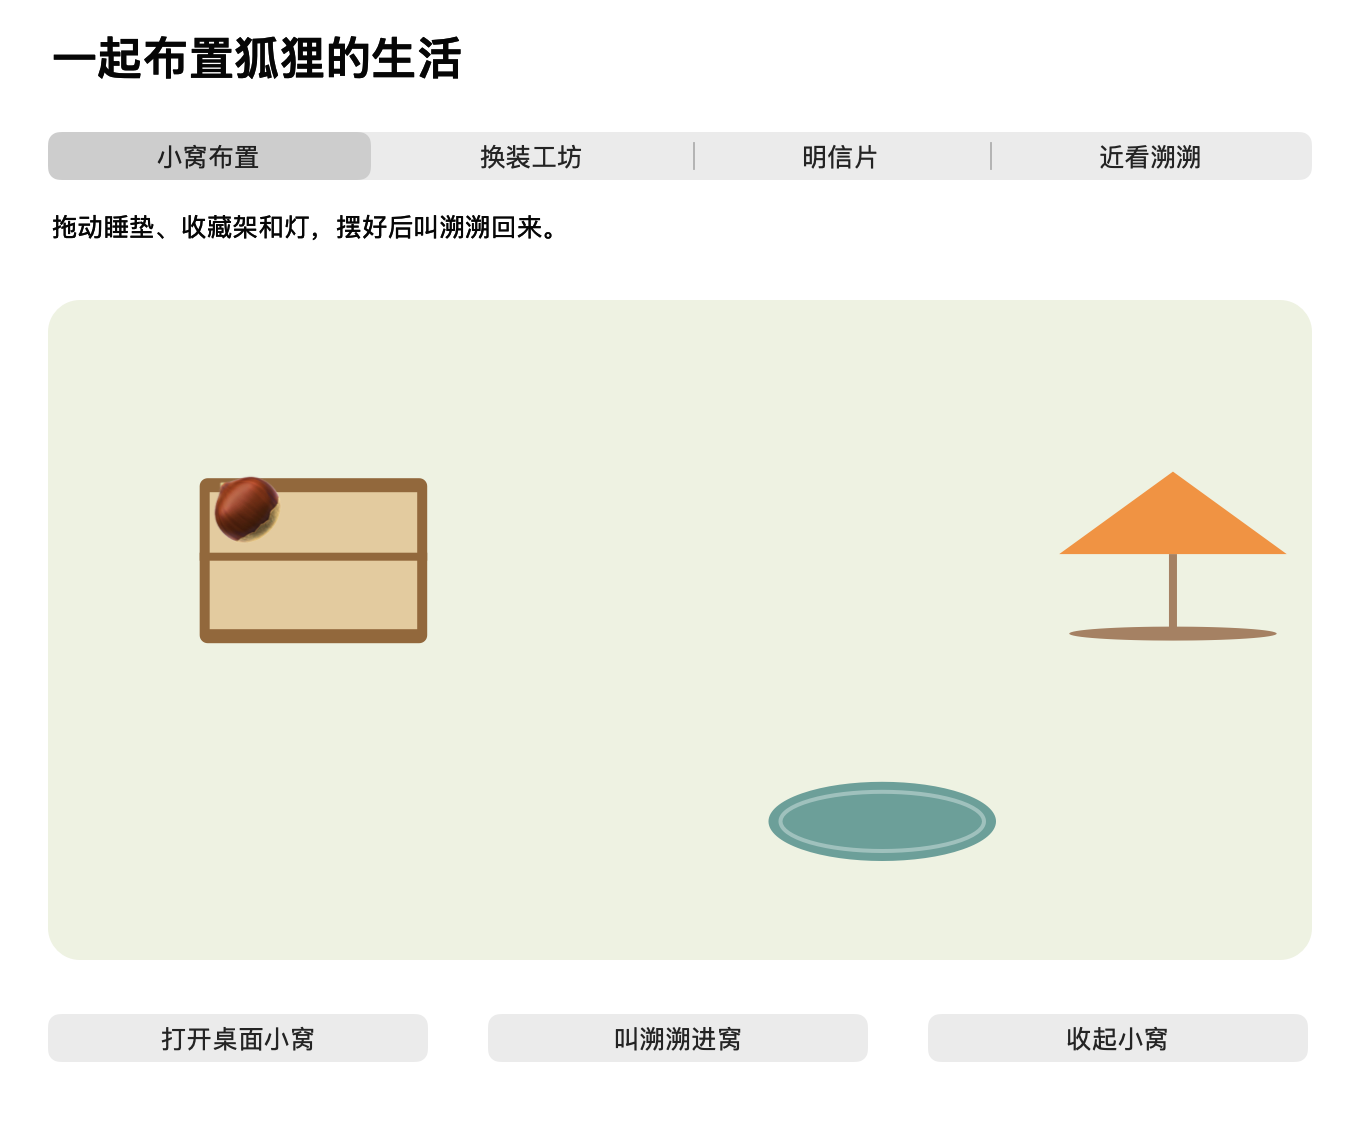 一起布置狐狸的生活
小窝布置
换装工坊
明信片
近看溯溯
拖动睡垫、收藏架和灯，摆好后叫溯溯回来。
打开桌面小窝
叫溯溯进窝
收起小窝